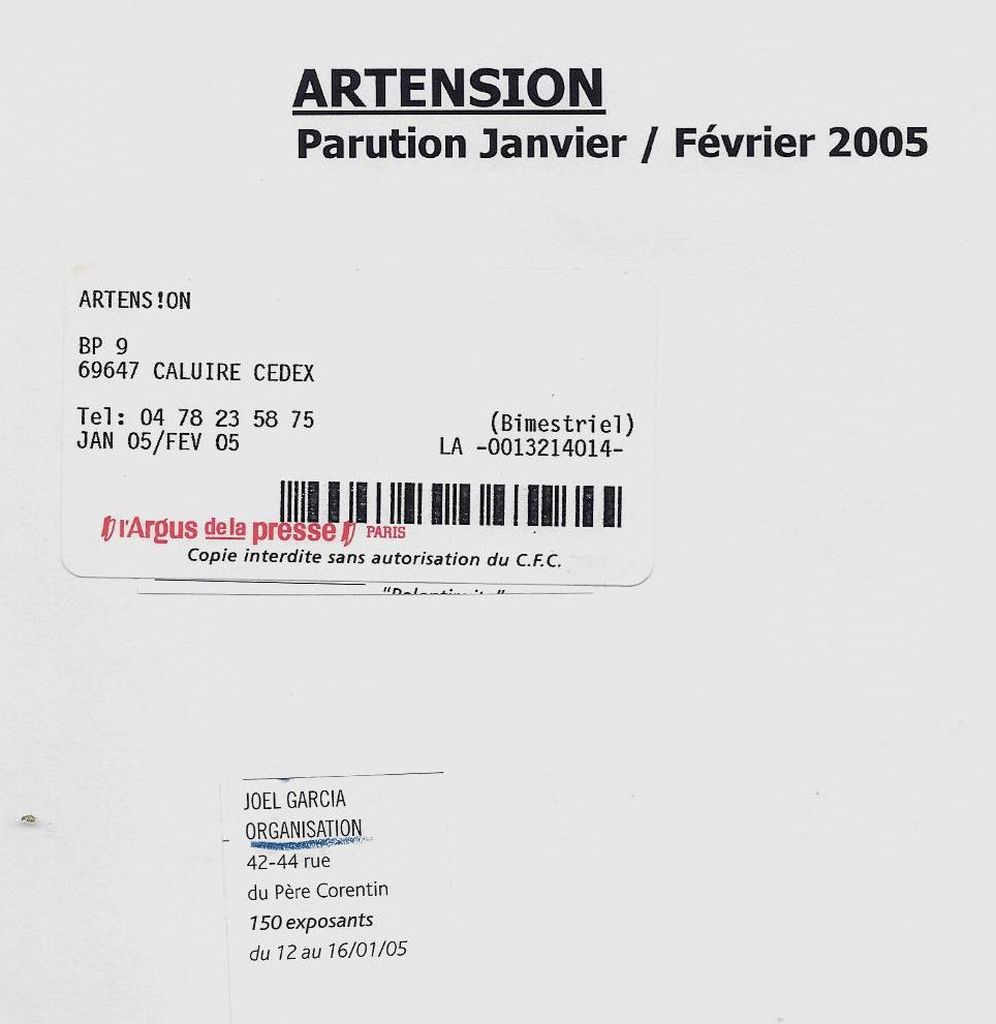 ARTENSION
Parution Janvier / Février 2005
ARTENS!ON
BP 9
69647 CALUIRE CEDEX
Tel: 04 78 23 58 75 (Bimestriel)
JAN 05/FEV 05 LA -0013214014-
l'Argus de la presse PARIS
Copie interdite sans autorisation du C.F.C.
JOEL GARCIA
ORGANISATION
42-44 rue
du Père Corentin
150 exposants
du 12 au 16/01/05